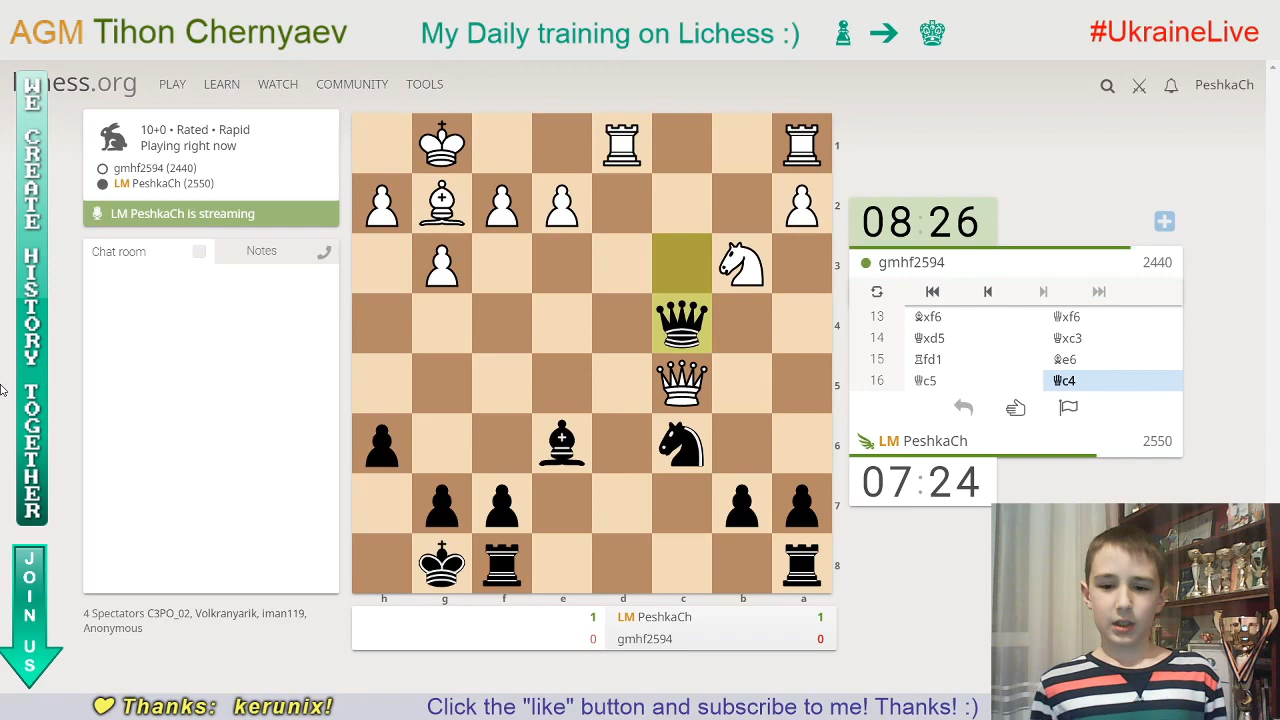 AGM Tihon Chernyaev
My Daily training on Lichess :)
#UkraineLive
WE CREATE HISTORY TOGETHER
JOIN US
ness.org
PLAY LEARN WATCH COMMUNITY TOOLS
PeshkaCh
10+0 • Rated • Rapid
Playing right now
gmhf2594 (2440)
LM PeshkaCh (2550)
LM PeshkaCh is streaming
Chat room
Notes
4 Spectators C3PO_02, Volkranyarik, iman119,
Anonymous
1
2
3
4
5
6
7
8
h g f e d c b a
1 LM PeshkaCh 1
0 gmhf2594 0
08:26
gmhf2594 2440
13 ♗xf6 ♕xf6
14 ♕xd5 ♕xc3
15 ♖fd1 ♗e6
16 ♕c5 ♕c4
LM PeshkaCh 2550
07:24
Thanks: kerunix!
Click the "like" button and subscribe to me! Thanks! :)